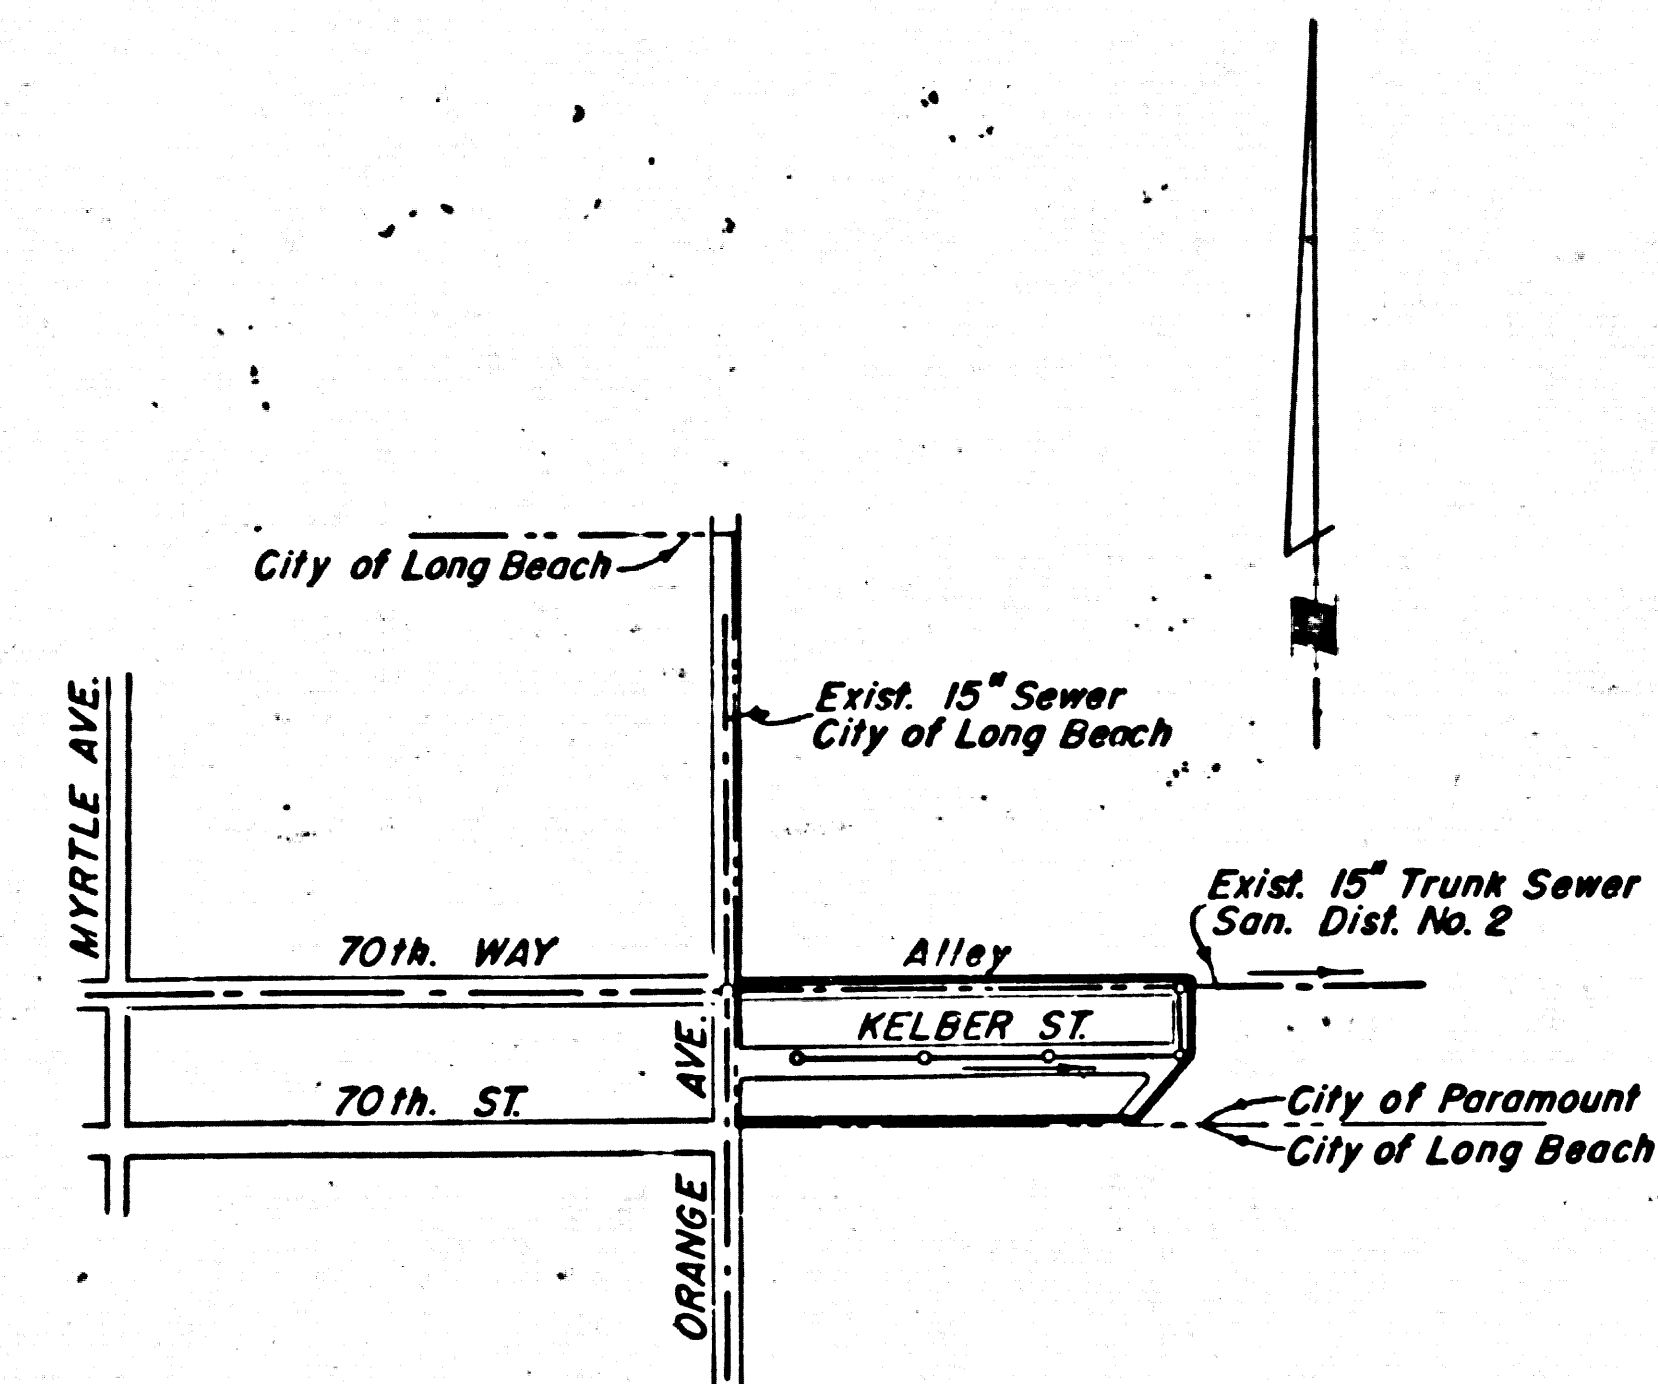 City of Long Beach
Exist. 15" Sewer
City of Long Beach
MYRTLE AVE.
Exist. 15" Trunk Sewer
San. Dist. No. 2
70th. WAY
Alley
KELBER ST.
70th. ST.
ORANGE AVE.
City of Paramount
City of Long Beach